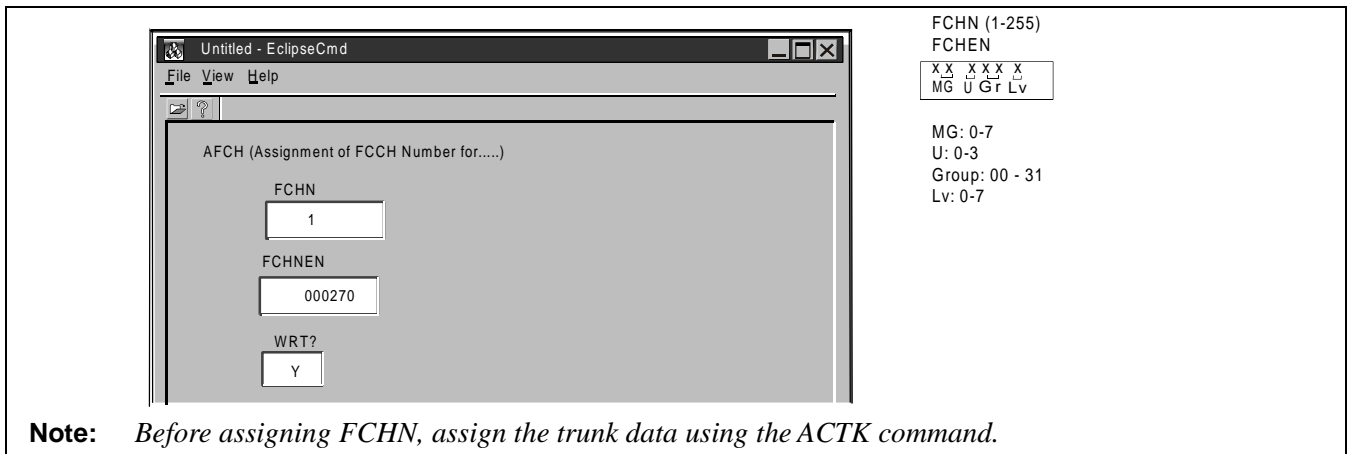 Untitled - EclipseCmd
File View Help
?
AFCH (Assignment of FCCH Number for.....)
FCHN
1
FCHNEN
000270
WRT?
Y
FCHN (1-255)
FCHEN
X X X X X X
MG U Gr Lv
MG: 0-7
U: 0-3
Group: 00 - 31
Lv: 0-7
Note: Before assigning FCHN, assign the trunk data using the ACTK command.